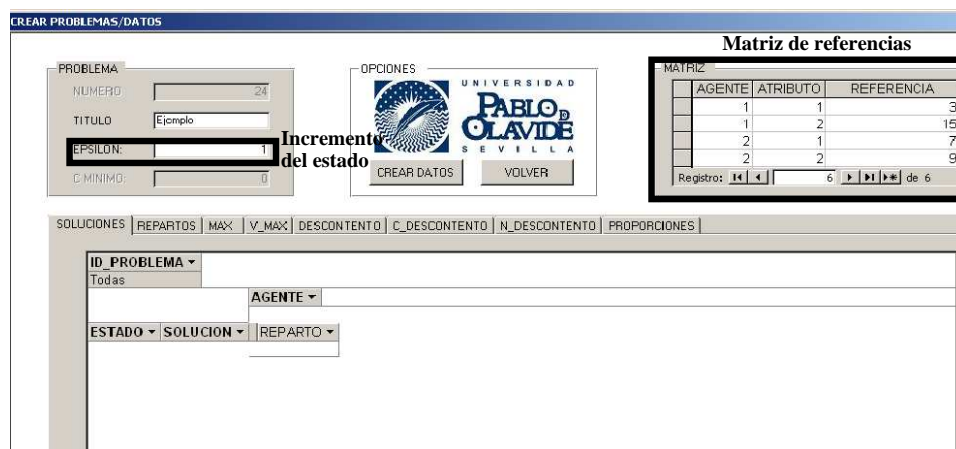 CREAR PROBLEMAS/DATOS
Matriz de referencias
PROBLEMA
NUMERO 24
TITULO Ejemplo
EPSILON: 1
C MINIMO: 0
Incremento
del estado
OPCIONES
UNIVERSIDAD
PABLO DE
OLAVIDE
SEVILLA
CREAR DATOS VOLVER
MATRIZ
AGENTE ATRIBUTO REFERENCIA
1 1 3
1 2 15
2 1 7
2 2 9
Registro: 6 de 6
SOLUCIONES REPARTOS MAX V_MAX DESCONTENTO C_DESCONTENTO N_DESCONTENTO PROPORCIONES
ID_PROBLEMA
Todas
AGENTE
ESTADO SOLUCION REPARTO